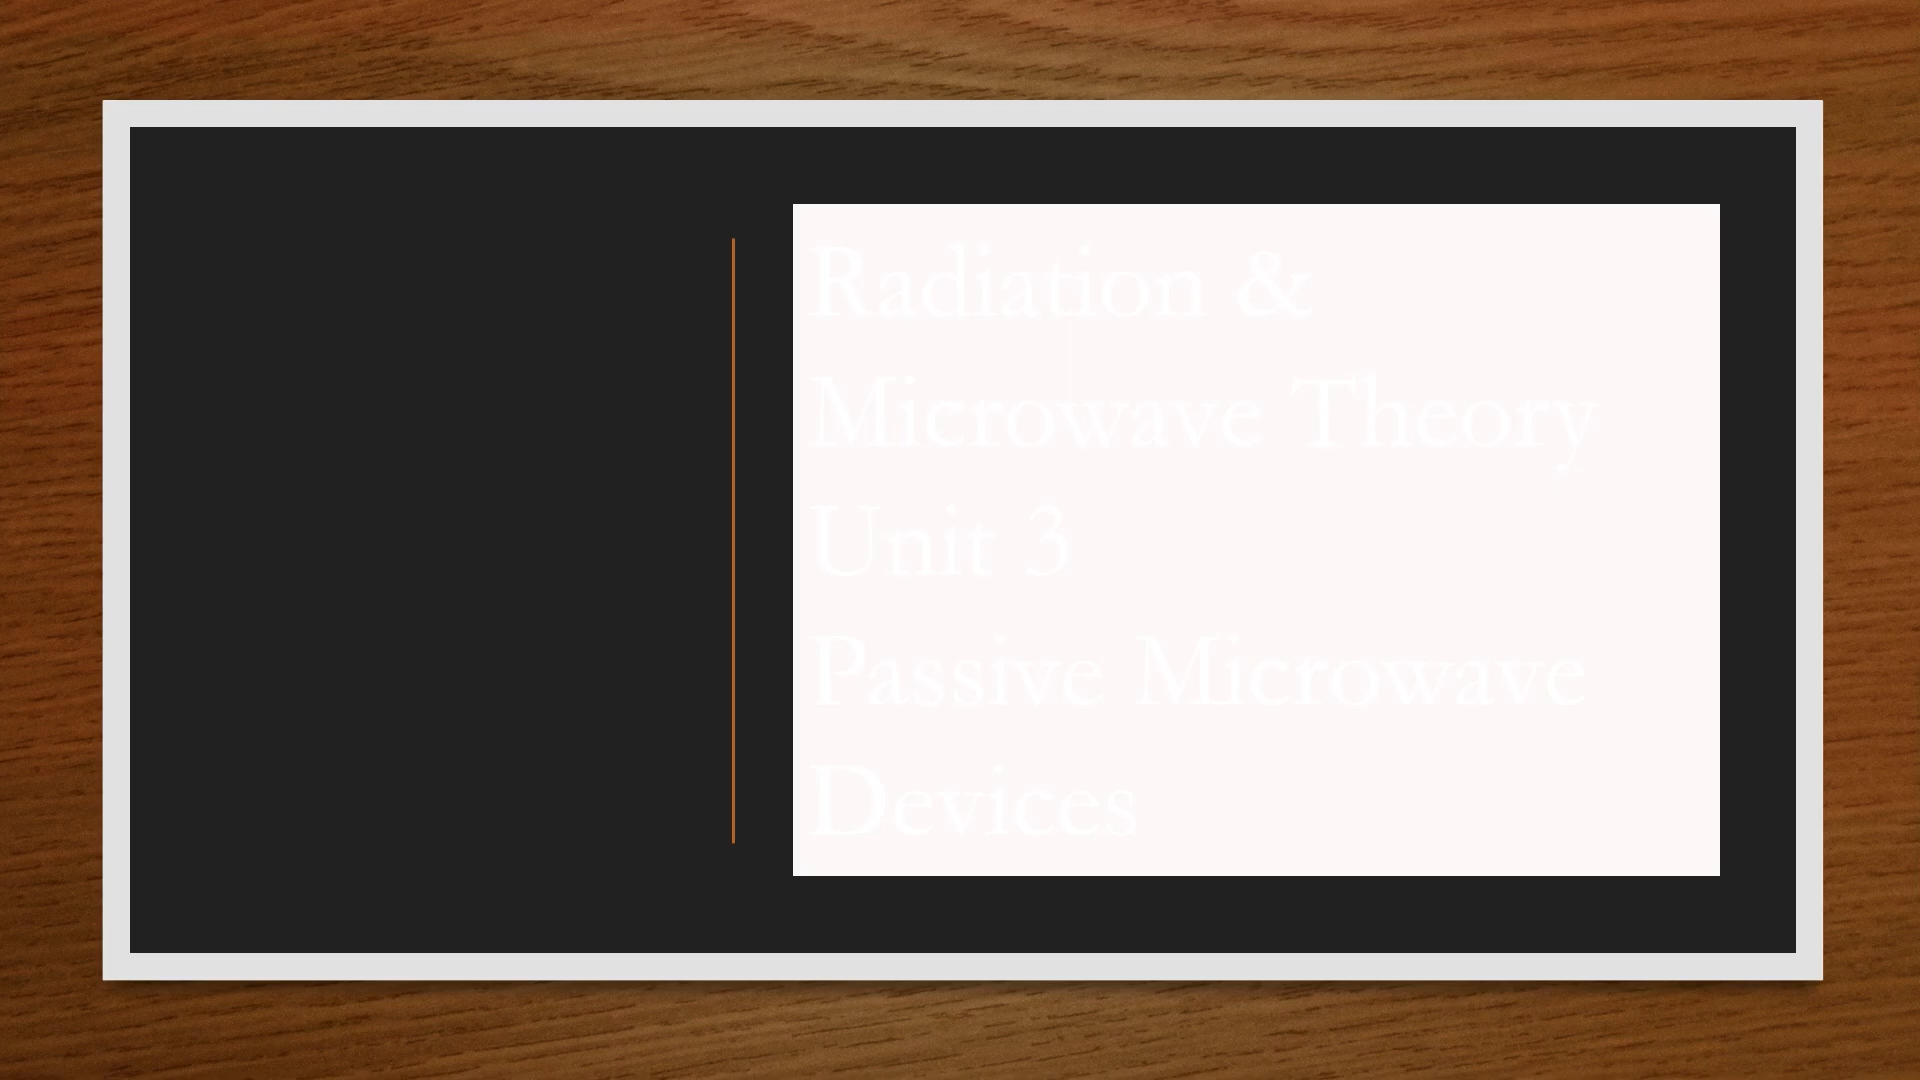 Radiation &
Microwave Theory
Unit 3
Passive Microwave
Devices